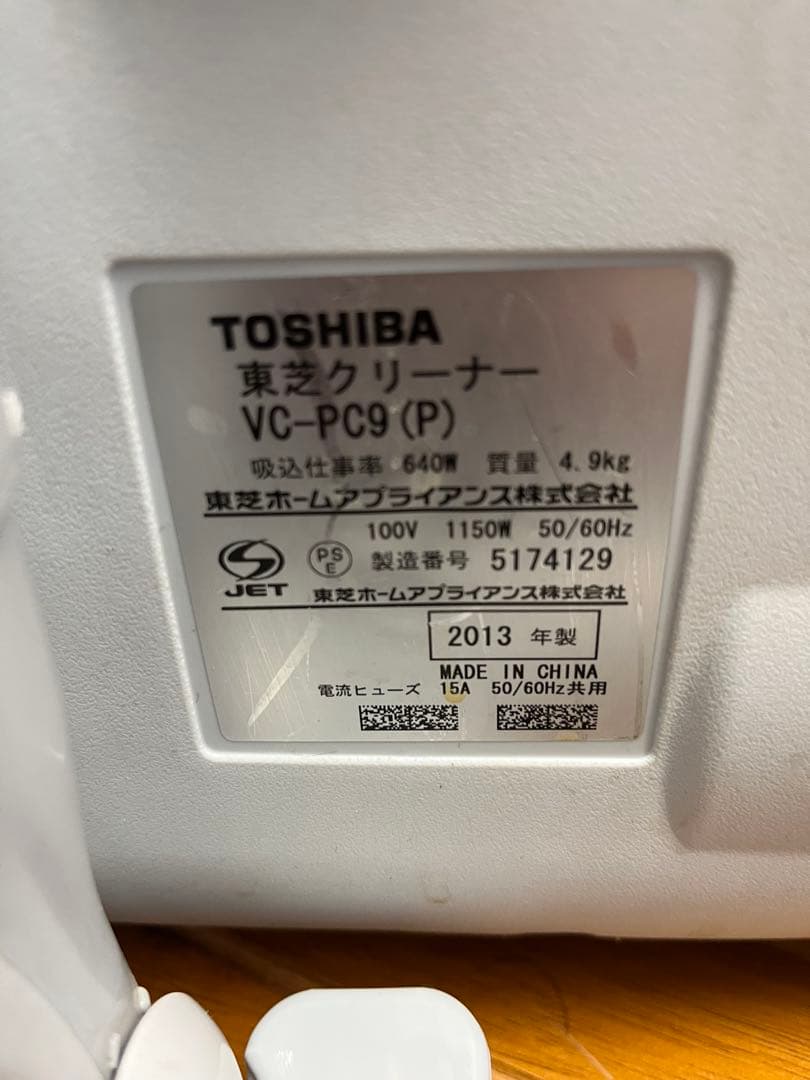 TOSHIBA
東芝クリーナー
VC-PC9(P)
吸込仕事率 640W 質量 4.9kg
東芝ホームアプライアンス株式会社
100V 1150W 50/60Hz
JET PS E 製造番号 5174129
東芝ホームアプライアンス株式会社
2013 年製
MADE IN CHINA
電流ヒューズ 15A 50/60Hz共用